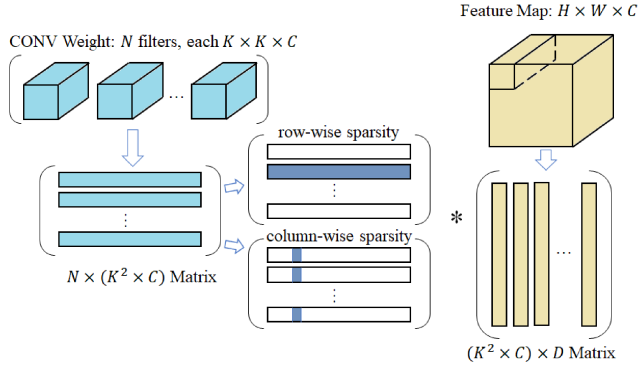 Feature Map: H × W × C
CONV Weight: N filters, each K × K × C
...
row-wise sparsity
⋮
⋮
column-wise sparsity
*
...
N × (K² × C) Matrix
⋮
(K² × C) × D Matrix